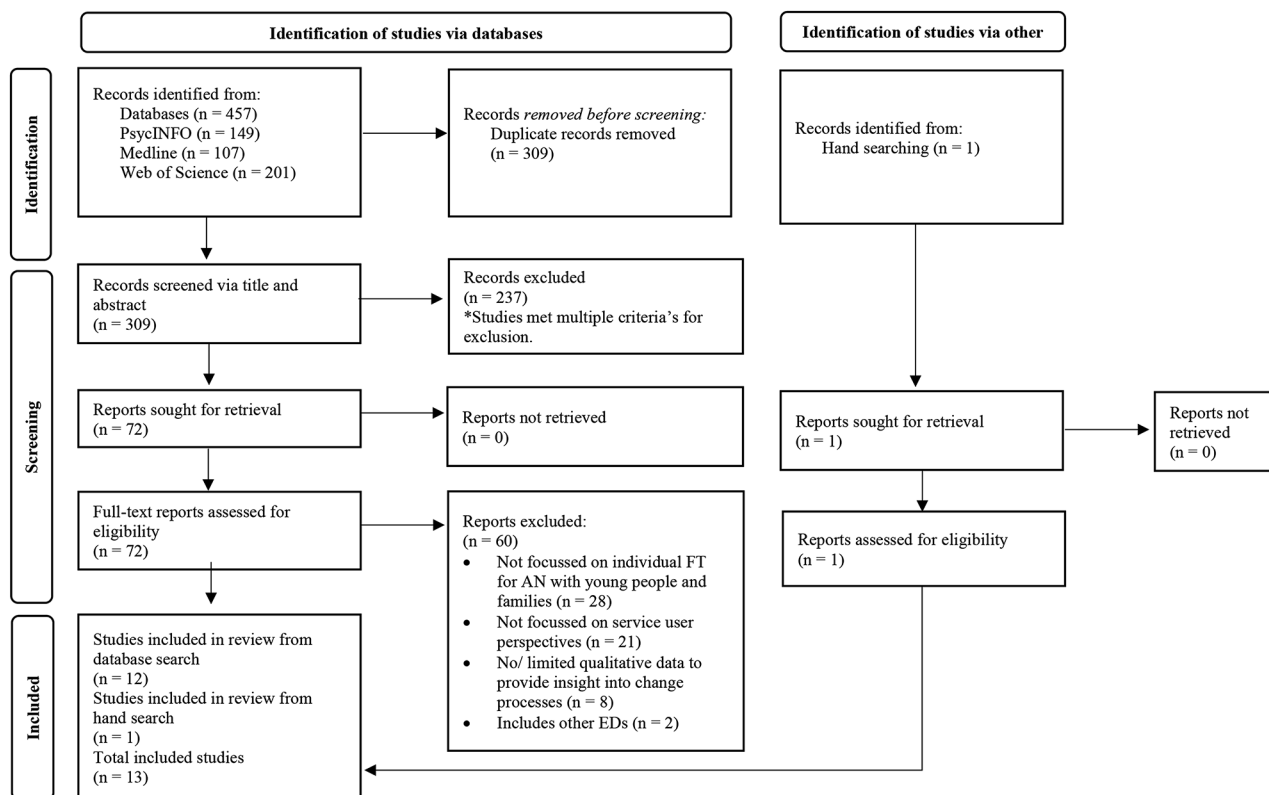 Identification of studies via databases
Identification of studies via other
Identification
Records identified from:
Databases (n = 457)
PsycINFO (n = 149)
Medline (n = 107)
Web of Science (n = 201)
Records removed before screening:
Duplicate records removed
(n = 309)
Records identified from:
Hand searching (n = 1)
Screening
Records screened via title and
abstract
(n = 309)
Records excluded
(n = 237)
*Studies met multiple criteria’s for
exclusion.
Reports sought for retrieval
(n = 72)
Reports not retrieved
(n = 0)
Reports sought for retrieval
(n = 1)
Reports not
retrieved
(n = 0)
Full-text reports assessed for
eligibility
(n = 72)
Reports excluded:
(n = 60)
• Not focussed on individual FT
for AN with young people and
families (n = 28)
• Not focussed on service user
perspectives (n = 21)
• No/ limited qualitative data to
provide insight into change
processes (n = 8)
• Includes other EDs (n = 2)
Reports assessed for eligibility
(n = 1)
Included
Studies included in review from
database search
(n = 12)
Studies included in review from
hand search
(n = 1)
Total included studies
(n = 13)